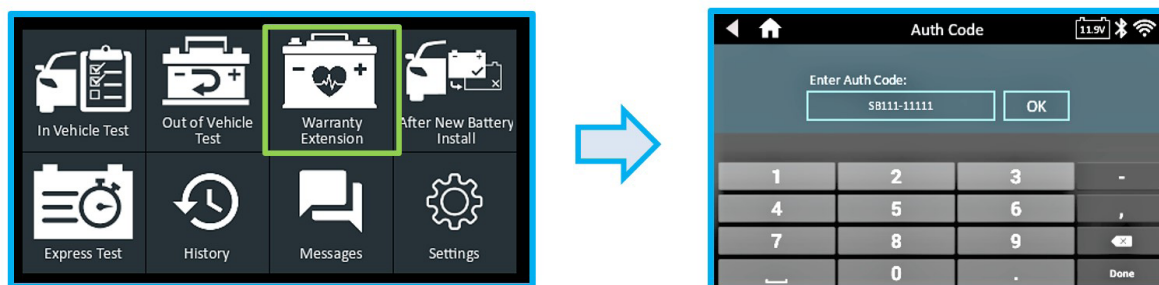 In Vehicle Test
Out of Vehicle
Test
Warranty
Extension
After New Battery
Install
Express Test
History
Messages
Settings
Auth Code
11.9V
Enter Auth Code:
SB111-11111
OK
1 2 3 -
4 5 6 ,
7 8 9
0 . Done